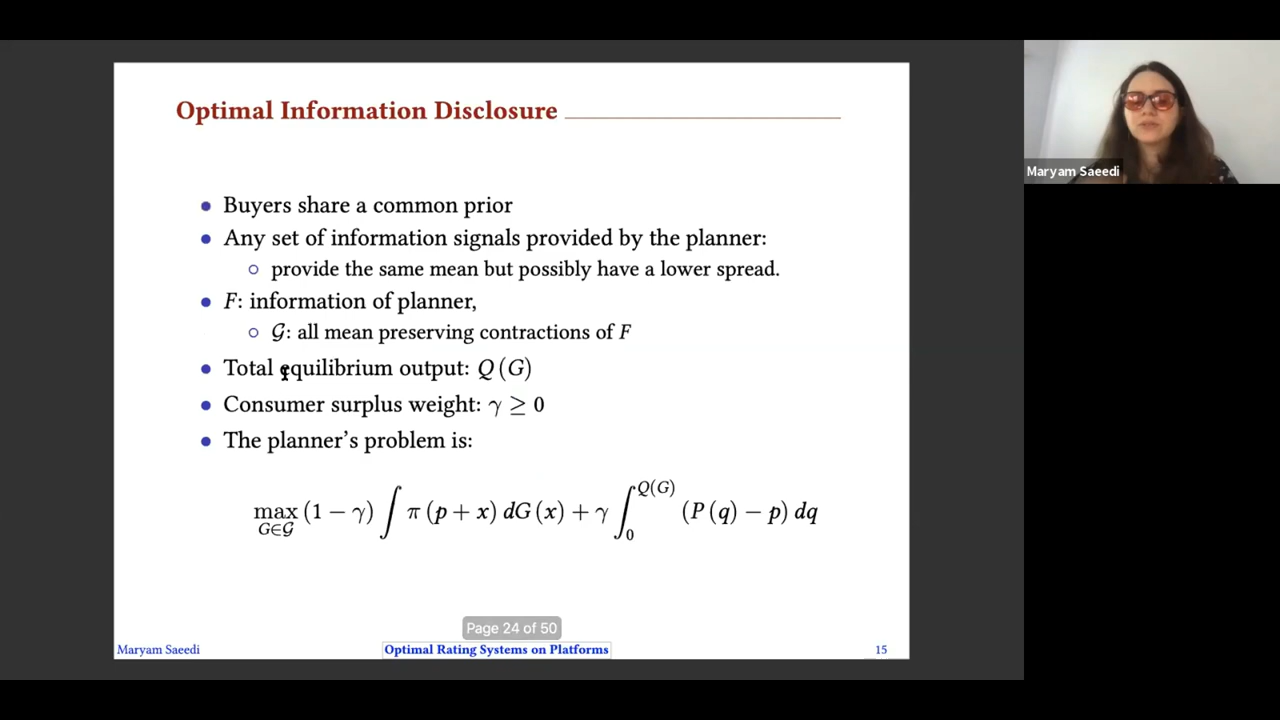 Optimal Information Disclosure
Buyers share a common prior
Any set of information signals provided by the planner:
provide the same mean but possibly have a lower spread.
F: information of planner,
𝒢: all mean preserving contractions of F
Total equilibrium output: Q(G)
Consumer surplus weight: γ ≥ 0
The planner's problem is:
max_{G∈𝒢} (1 − γ) ∫ π(p + x) dG(x) + γ ∫_0^{Q(G)} (P(q) − p) dq
Page 24 of 50
Maryam Saeedi Optimal Rating Systems on Platforms 15
Maryam Saeedi